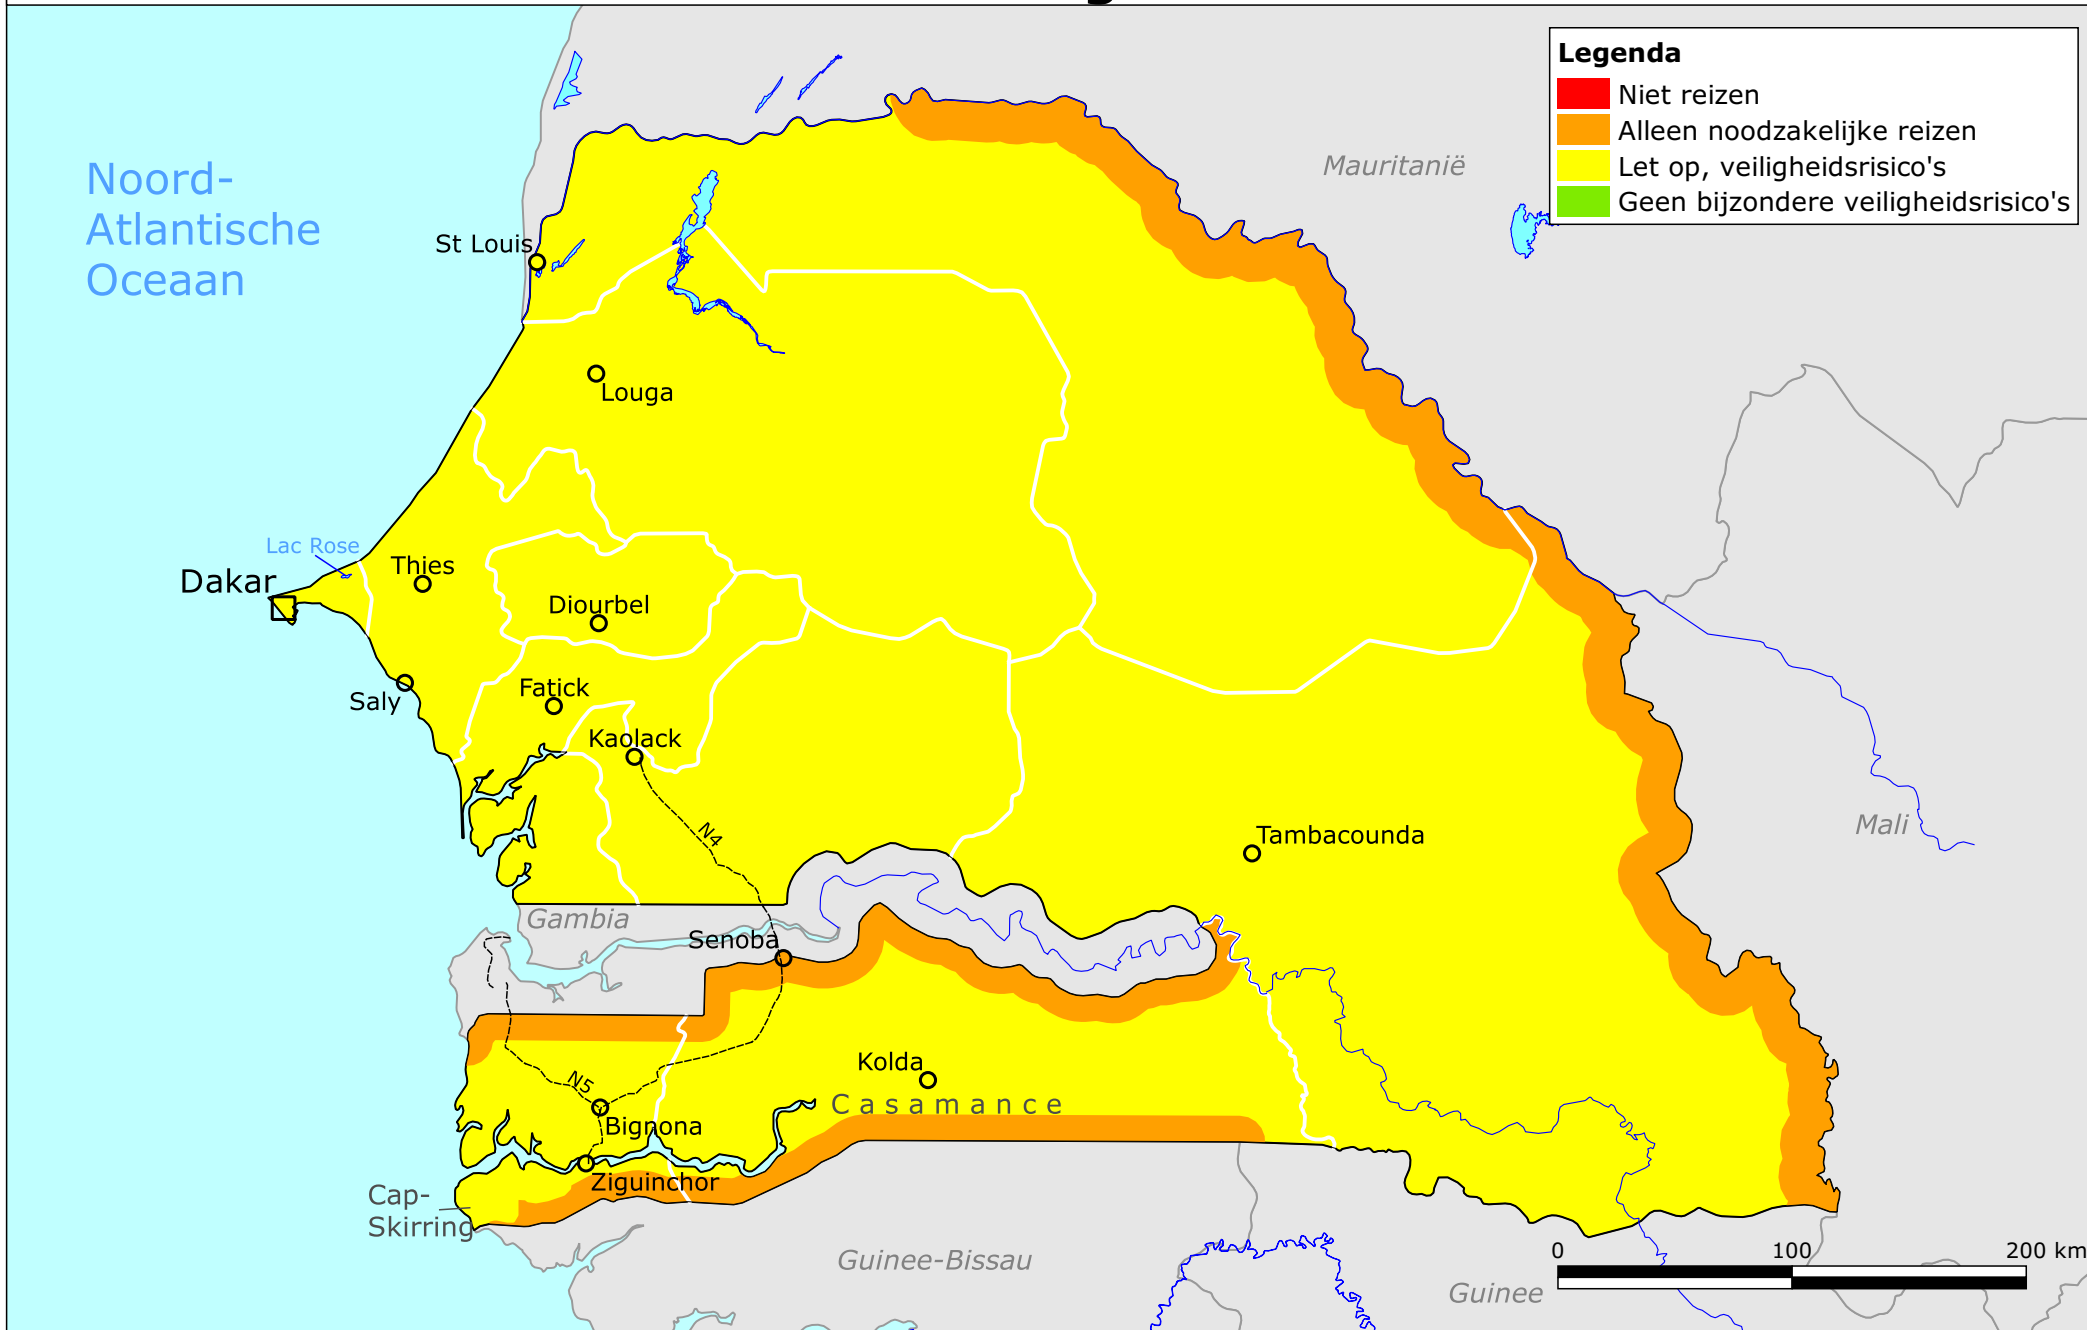 Legenda
Niet reizen
Alleen noodzakelijke reizen
Let op, veiligheidsrisico's
Geen bijzondere veiligheidsrisico's
Noord-
Atlantische
Oceaan
Mauritanië
St Louis
Louga
Lac Rose
Thies
Dakar
Diourbel
Saly
Fatick
Kaolack
N4
Tambacounda
Mali
Gambia
Senoba
Kolda
Casamance
N5
Bignona
Ziguinchor
Cap-
Skirring
Guinee-Bissau
Guinee
0 100 200 km